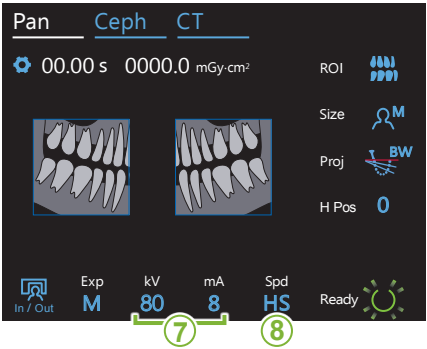 Pan Ceph CT
00.00 s 0000.0 mGy·cm²
ROI
Size M
Proj BW
H Pos 0
Exp kV mA Spd
In / Out M 80 8 HS Ready
7 8